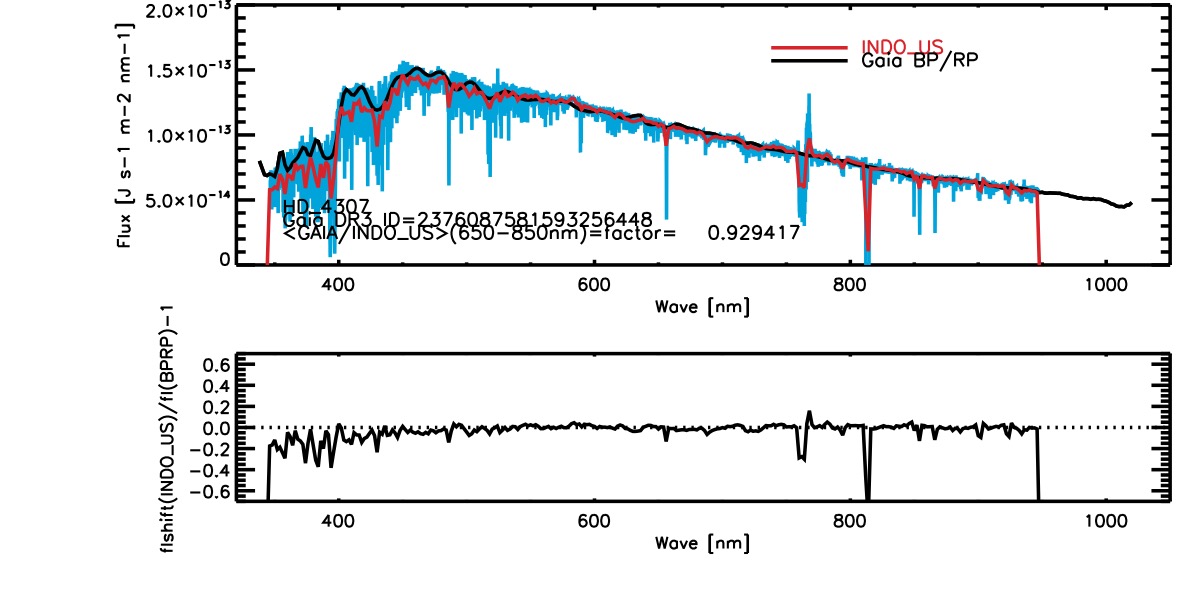 2.0×10−13
1.5×10−13
1.0×10−13
5.0×10−14
0
Flux [J s−1 m−2 nm−1]
INDO_US
Gaia BP/RP
HD_4307
Gaia DR3 ID=2376087581593256448
<GAIA/INDO_US>(650−850nm)=factor= 0.929417
400 600 800 1000
Wave [nm]
flshift(INDO_US)/fl(BPRP)−1
0.6
0.4
0.2
0.0
−0.2
−0.4
−0.6
400 600 800 1000
Wave [nm]